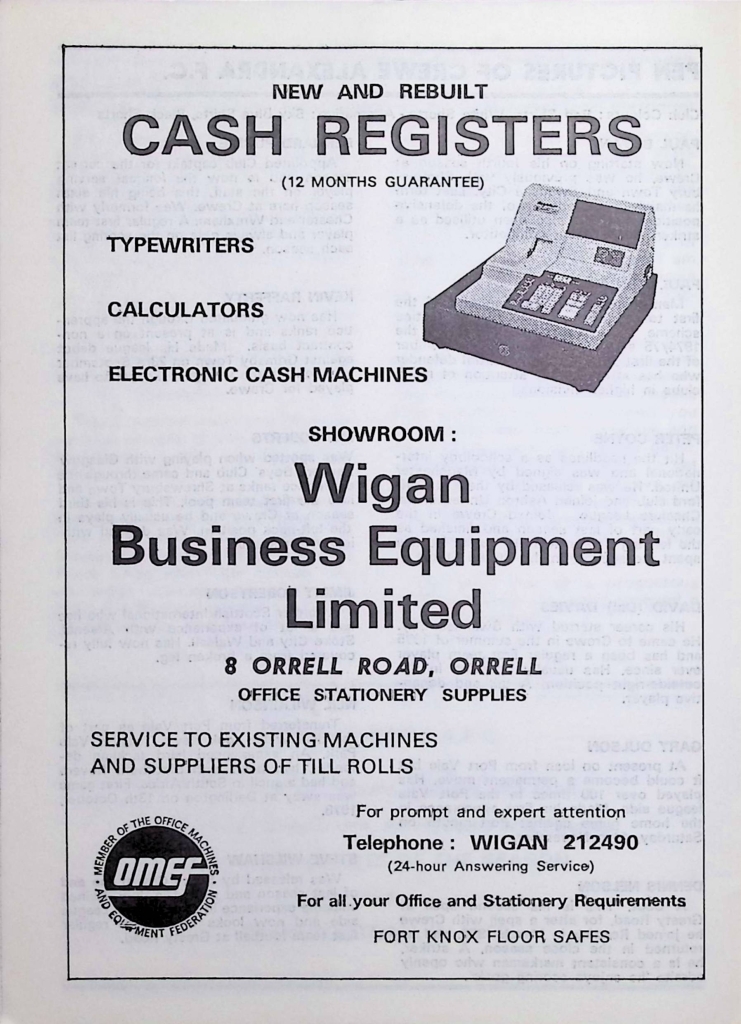 NEW AND REBUILT
CASH REGISTERS
(12 MONTHS GUARANTEE)
TYPEWRITERS
CALCULATORS
ELECTRONIC CASH MACHINES
SHOWROOM :
Wigan
Business Equipment
Limited
8 ORRELL ROAD, ORRELL
OFFICE STATIONERY SUPPLIES
SERVICE TO EXISTING MACHINES
AND SUPPLIERS OF TILL ROLLS
For prompt and expert attention
Telephone : WIGAN 212490
(24-hour Answering Service)
For all your Office and Stationery Requirements
FORT KNOX FLOOR SAFES
MEMBER OF THE OFFICE MACHINES
omef
AND EQUIPMENT FEDERATION